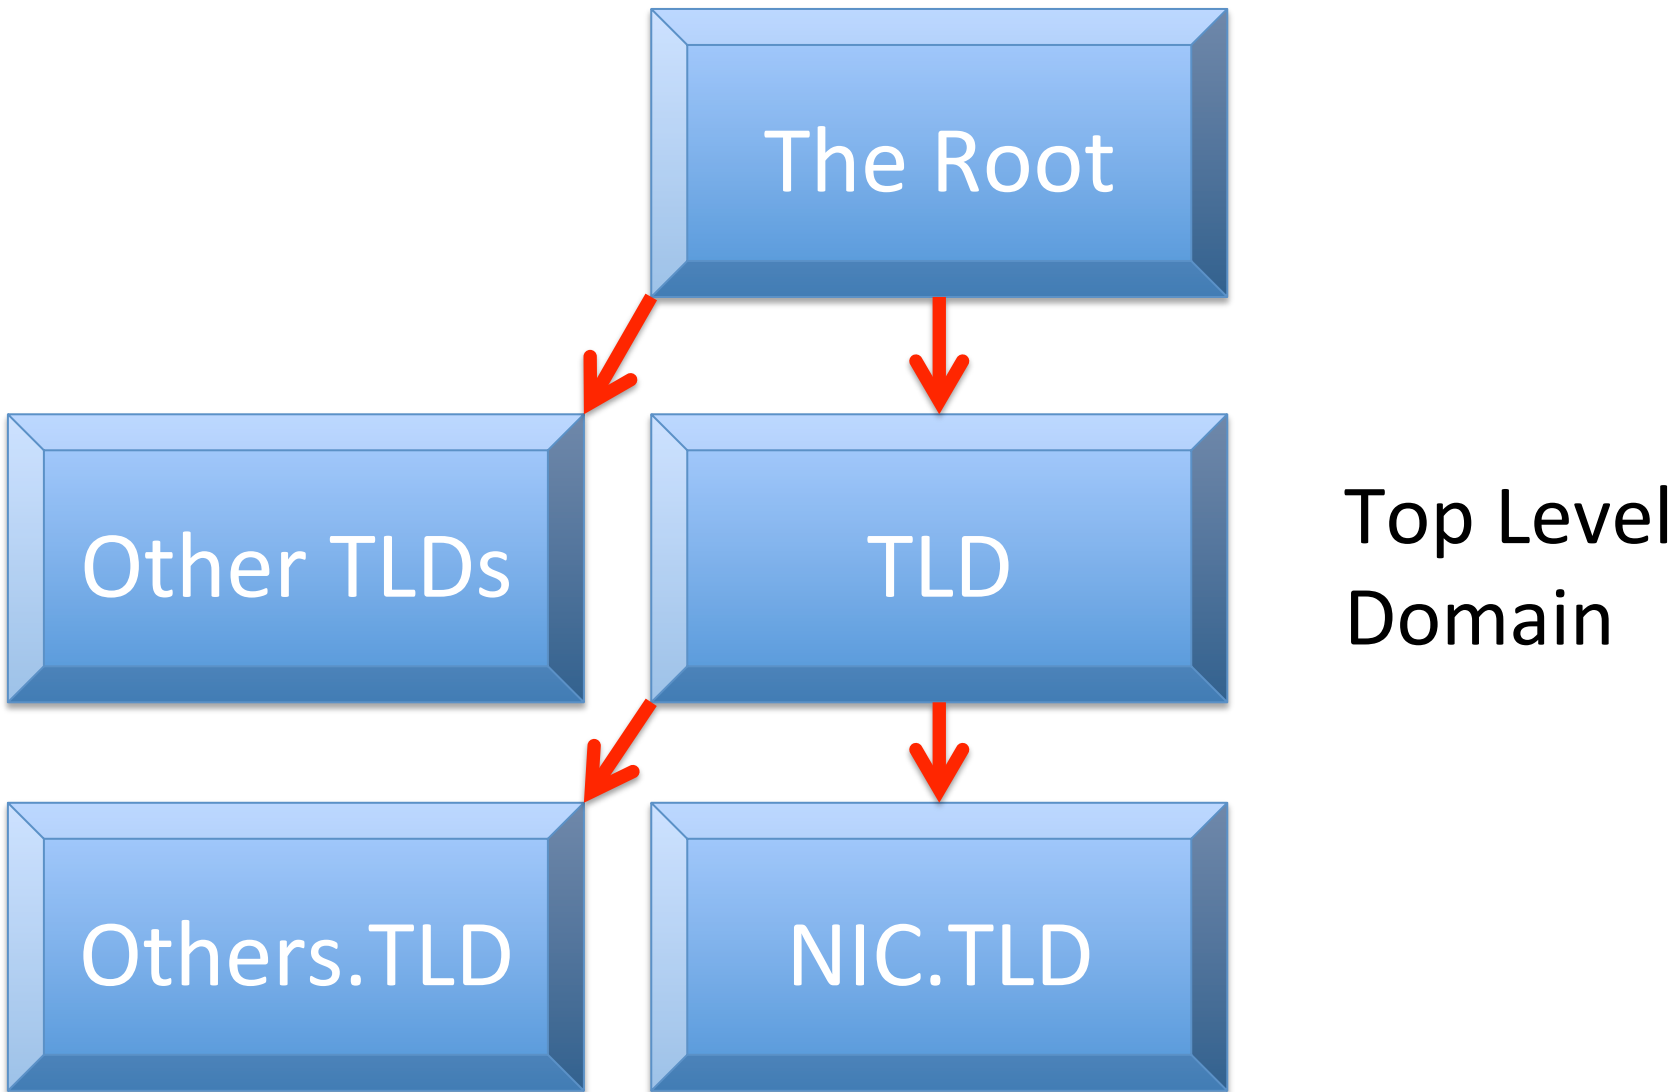 The Root
Other TLDs
TLD
Top Level
Domain
Others.TLD
NIC.TLD